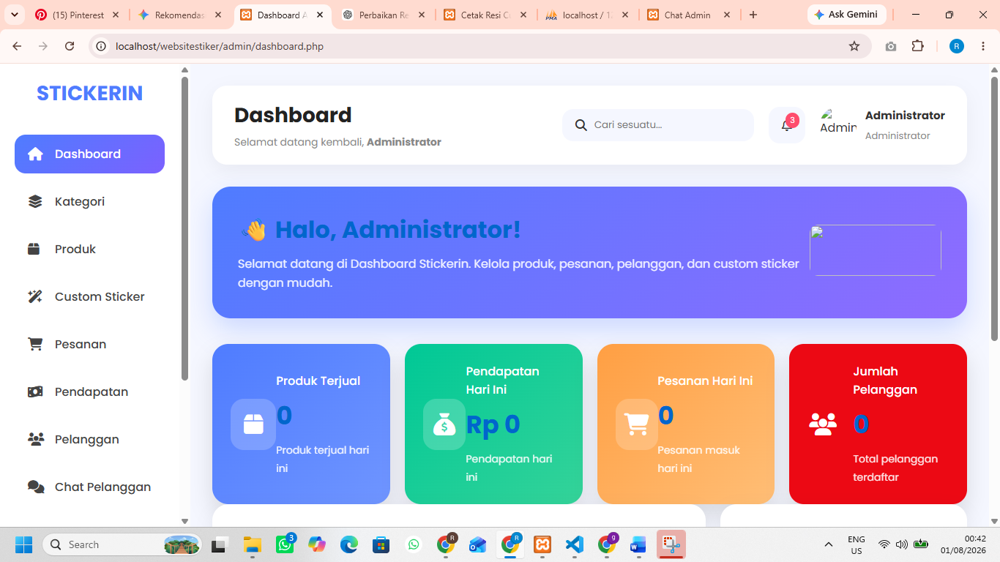 (15) Pinterest
Rekomendas
Dashboard A
Perbaikan Re
Cetak Resi Cu
localhost / 12
Chat Admin
Ask Gemini
localhost/websitestiker/admin/dashboard.php
R
STICKERIN
Dashboard
Kategori
Produk
Custom Sticker
Pesanan
Pendapatan
Pelanggan
Chat Pelanggan
Dashboard
Selamat datang kembali, Administrator
Cari sesuatu...
3
Admin
Administrator
Administrator
👋 Halo, Administrator!
Selamat datang di Dashboard Stickerin. Kelola produk, pesanan, pelanggan, dan custom sticker
dengan mudah.
Produk Terjual
0
Produk terjual hari
ini
Pendapatan
Hari Ini
Rp 0
Pendapatan hari
ini
Pesanan Hari Ini
0
Pesanan masuk
hari ini
Jumlah
Pelanggan
0
Total pelanggan
terdaftar
Search
3
R
R
g
ENG
US
00:42
01/08/2026